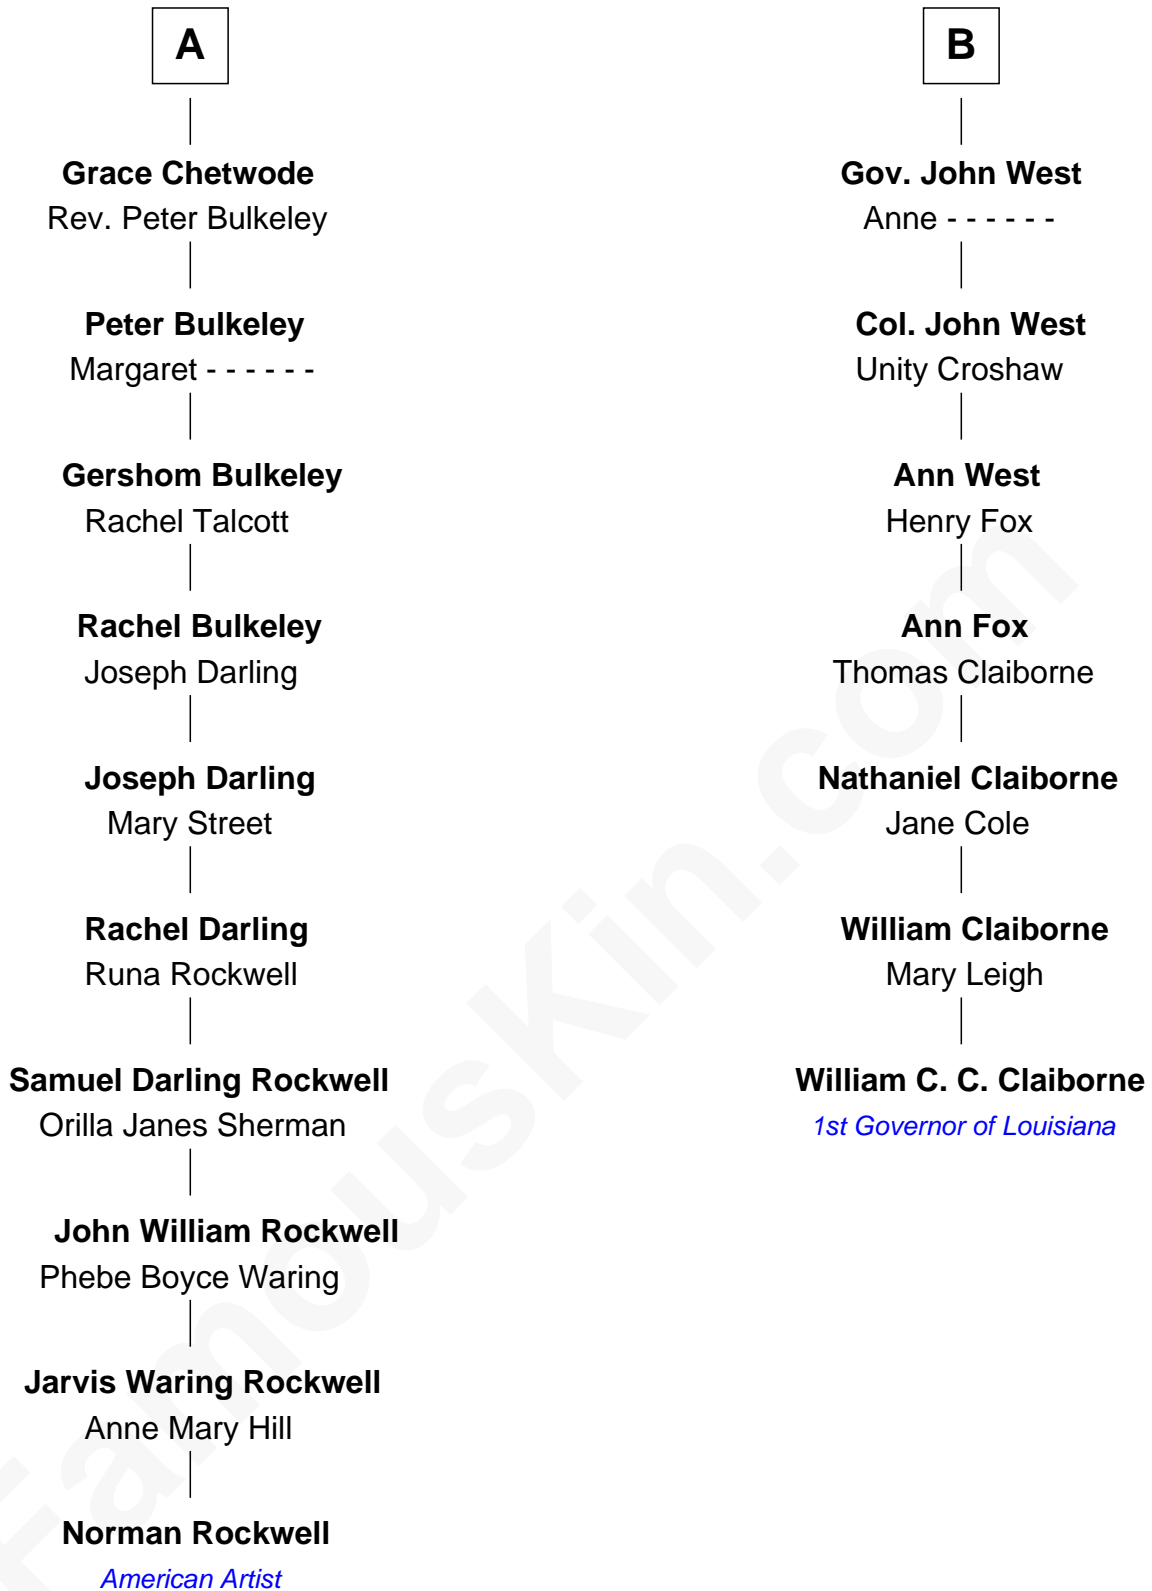 A
Grace Chetwode
Rev. Peter Bulkeley
Peter Bulkeley
Margaret - - - - - -
Gershom Bulkeley
Rachel Talcott
Rachel Bulkeley
Joseph Darling
Joseph Darling
Mary Street
Rachel Darling
Runa Rockwell
Samuel Darling Rockwell
Orilla Janes Sherman
John William Rockwell
Phebe Boyce Waring
Jarvis Waring Rockwell
Anne Mary Hill
Norman Rockwell
American Artist
B
Gov. John West
Anne - - - - - -
Col. John West
Unity Croshaw
Ann West
Henry Fox
Ann Fox
Thomas Claiborne
Nathaniel Claiborne
Jane Cole
William Claiborne
Mary Leigh
William C. C. Claiborne
1st Governor of Louisiana
FamousKin.com